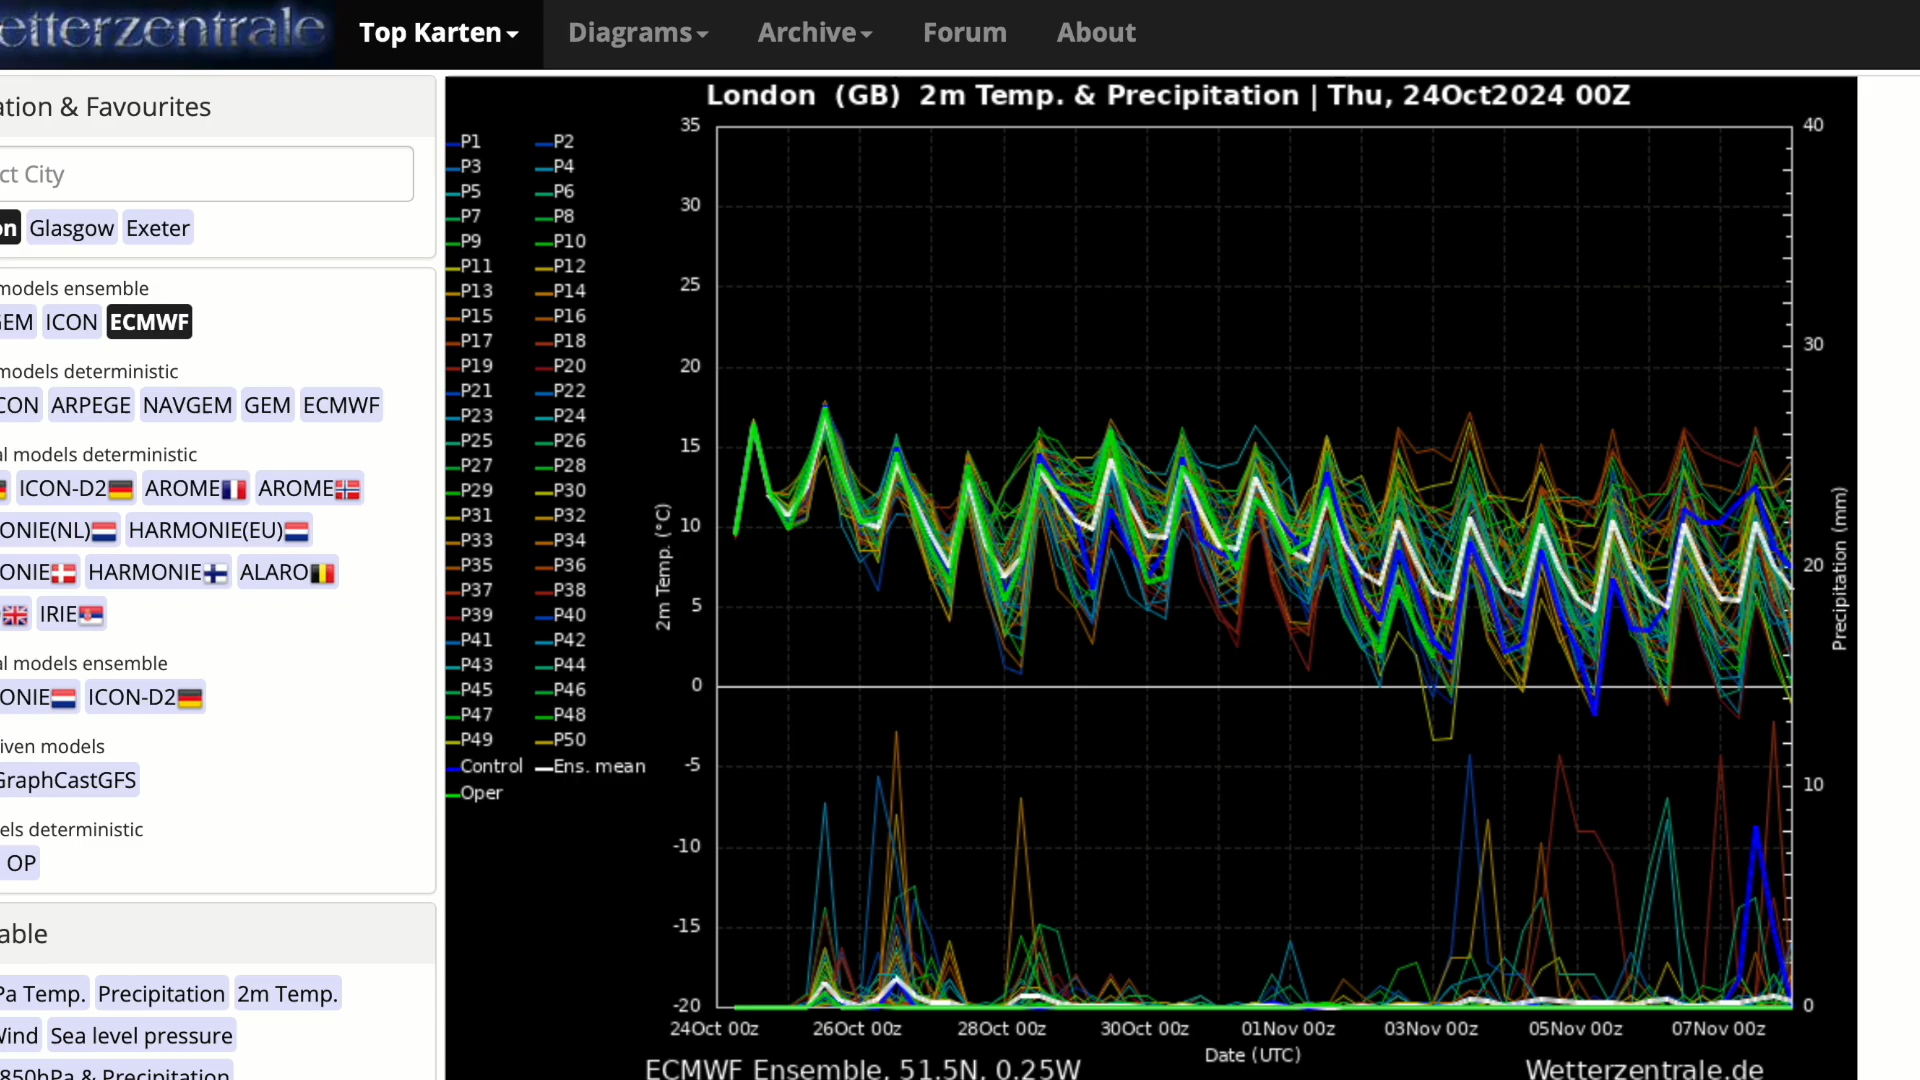 etterzentrale
Top Karten
Diagrams
Archive
Forum
About
ation & Favourites
ct City
on Glasgow Exeter
models ensemble
GEM ICON ECMWF
models deterministic
CON ARPEGE NAVGEM GEM ECMWF
al models deterministic
ICON-D2 AROME AROME
ONIE(NL) HARMONIE(EU)
ONIE HARMONIE ALARO
IRIE
al models ensemble
ONIE ICON-D2
iven models
GraphCastGFS
els deterministic
OP
able
Pa Temp. Precipitation 2m Temp.
Wind Sea level pressure
850hPa & Precipitation
London (GB) 2m Temp. & Precipitation | Thu, 24Oct2024 00Z
P1 P2
P3 P4
P5 P6
P7 P8
P9 P10
P11 P12
P13 P14
P15 P16
P17 P18
P19 P20
P21 P22
P23 P24
P25 P26
P27 P28
P29 P30
P31 P32
P33 P34
P35 P36
P37 P38
P39 P40
P41 P42
P43 P44
P45 P46
P47 P48
P49 P50
Control Ens. mean
Oper
2m Temp. (°C)
35
30
25
20
15
10
5
0
-5
-10
-15
-20
40
30
20
10
0
Precipitation (mm)
24Oct 00z 26Oct 00z 28Oct 00z 30Oct 00z 01Nov 00z 03Nov 00z 05Nov 00z 07Nov 00z
Date (UTC)
ECMWF Ensemble, 51.5N, 0.25W
Wetterzentrale.de